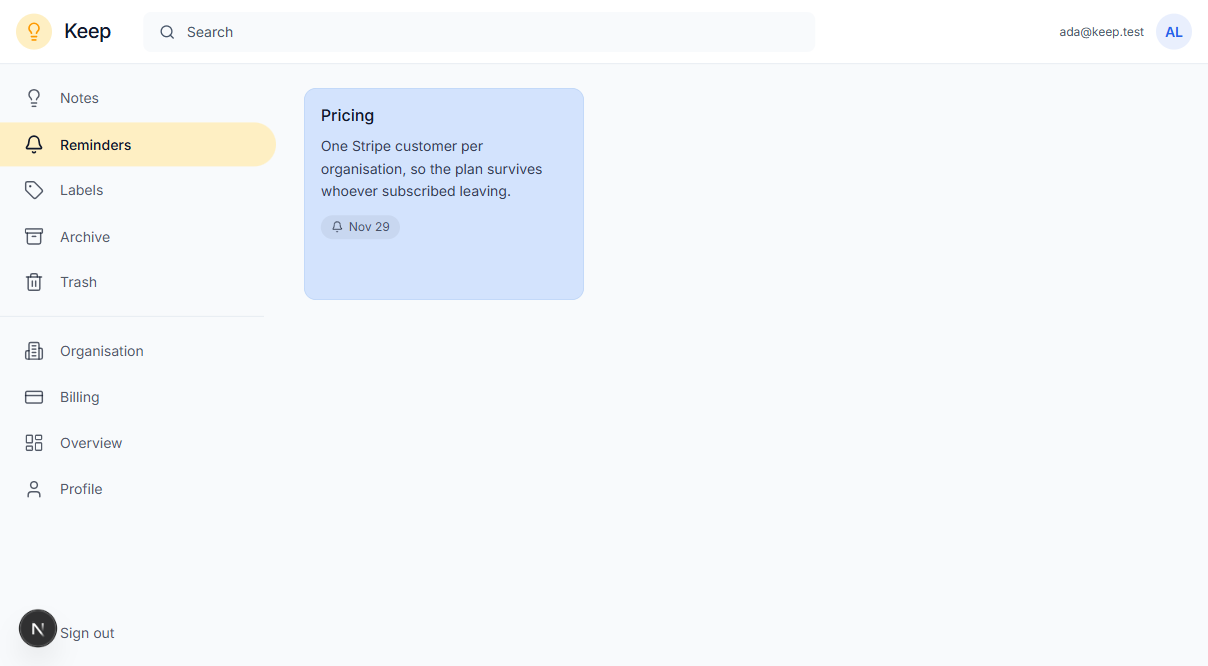 Keep
Search
ada@keep.test
AL
Notes
Reminders
Labels
Archive
Trash
Organisation
Billing
Overview
Profile
N
Sign out
Pricing
One Stripe customer per
organisation, so the plan survives
whoever subscribed leaving.
Nov 29